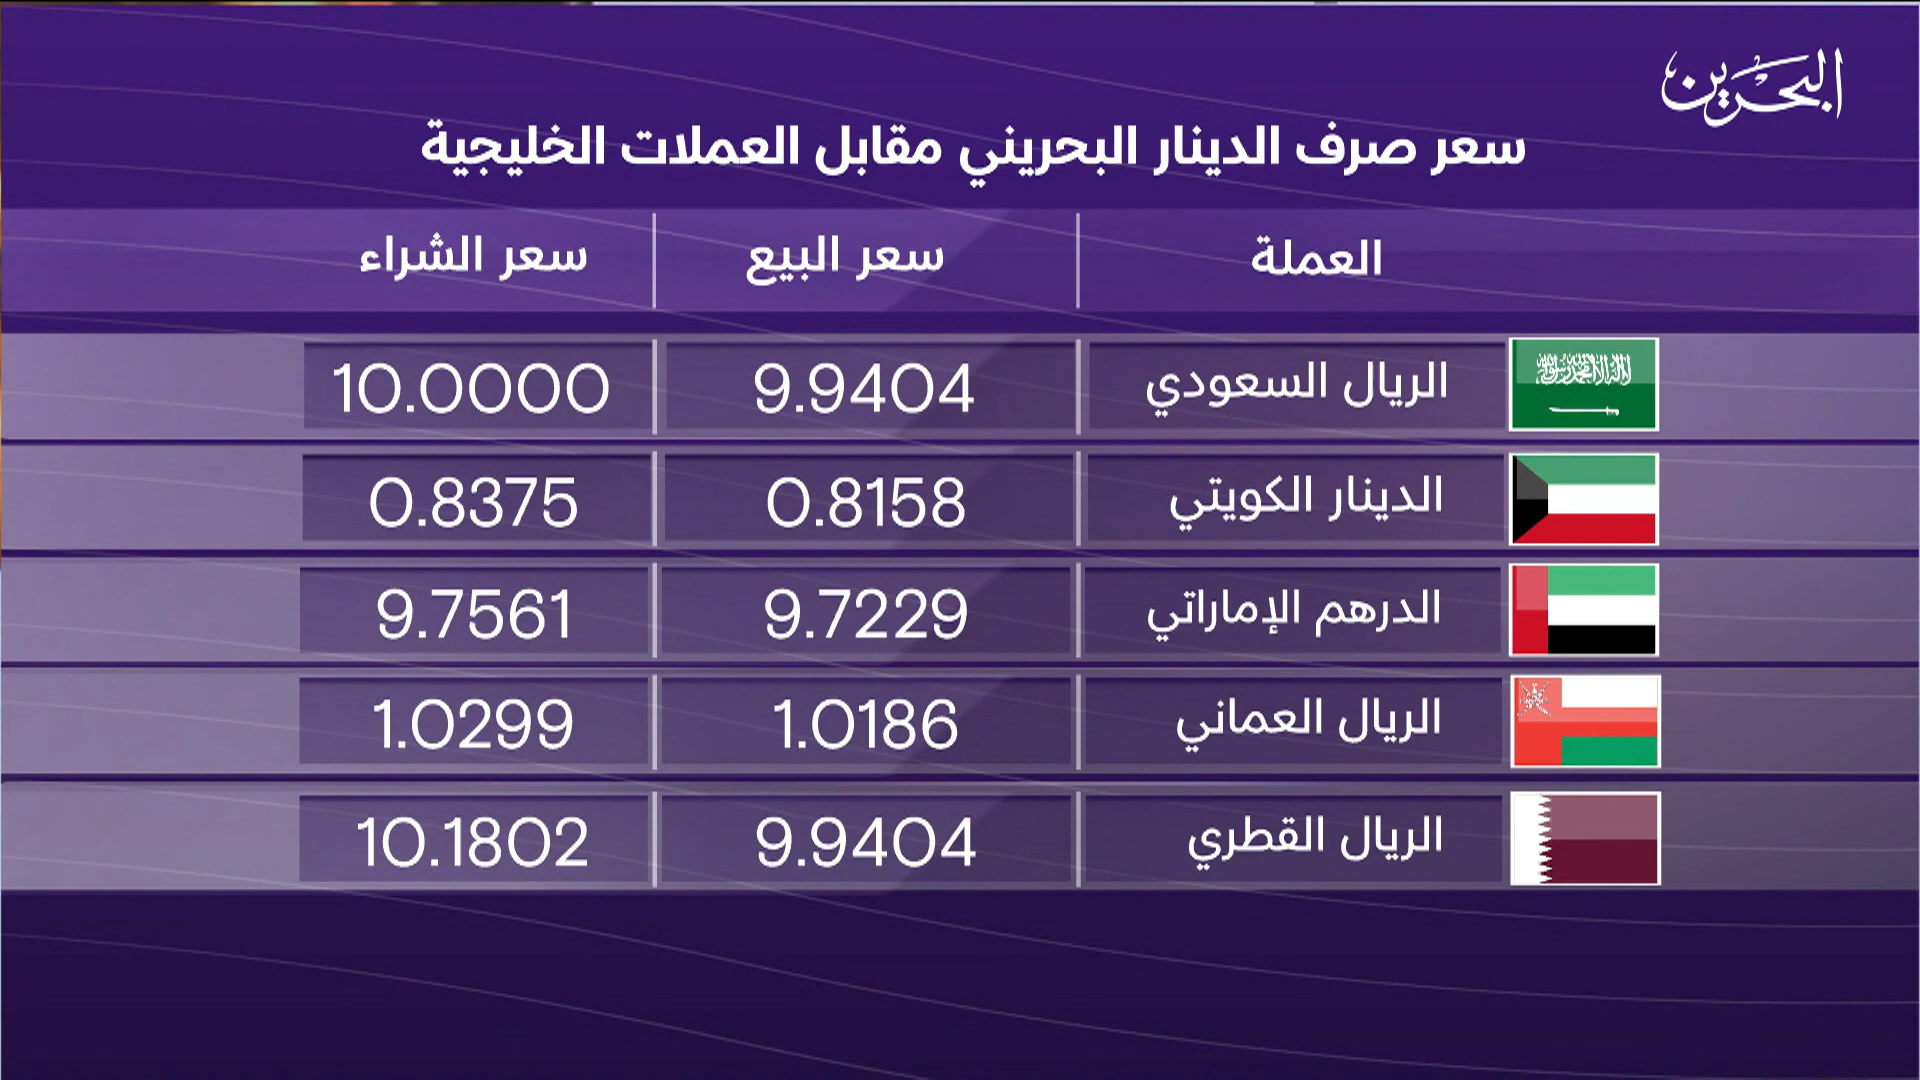 البحرين
سعر صرف الدينار البحريني مقابل العملات الخليجية
العملة سعر البيع سعر الشراء
الريال السعودي 9.9404 10.0000
الدينار الكويتي 0.8158 0.8375
الدرهم الإماراتي 9.7229 9.7561
الريال العماني 1.0186 1.0299
الريال القطري 9.9404 10.1802